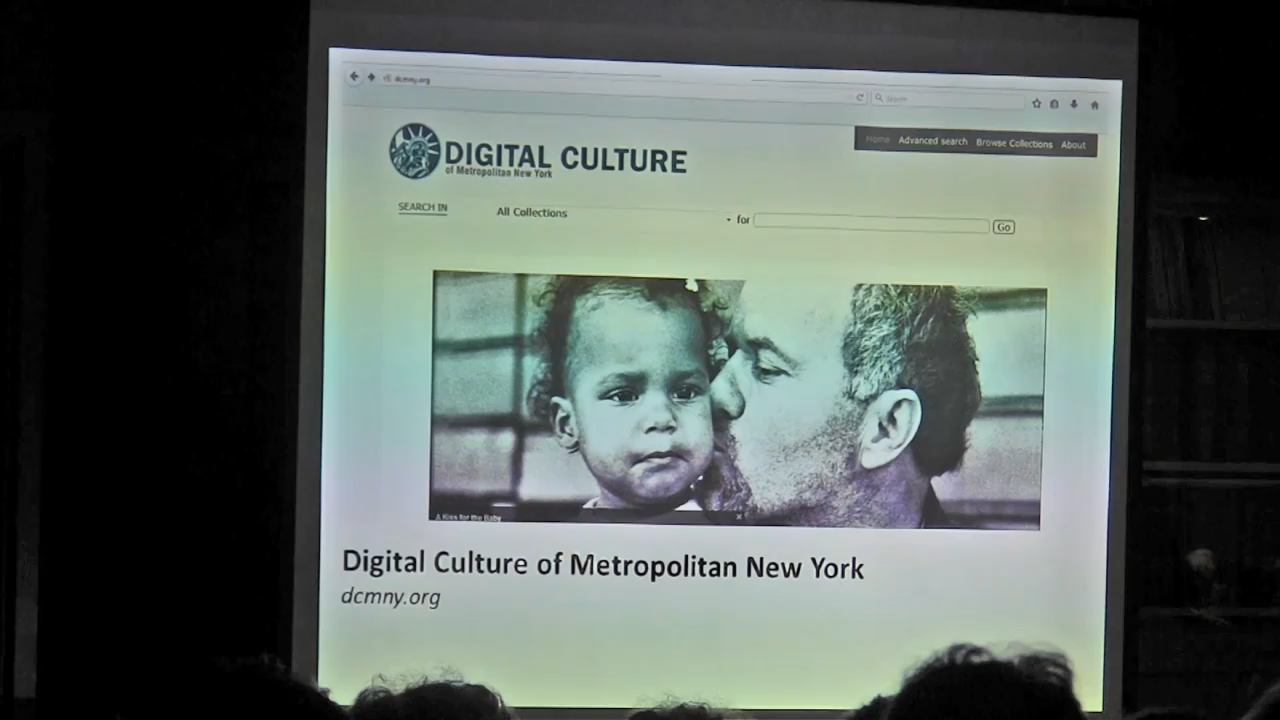 dcmny.org
Search
Home Advanced search Browse Collections About
DIGITAL CULTURE
of Metropolitan New York
SEARCH IN All Collections for Go
A Kiss for the Baby
Digital Culture of Metropolitan New York
dcmny.org